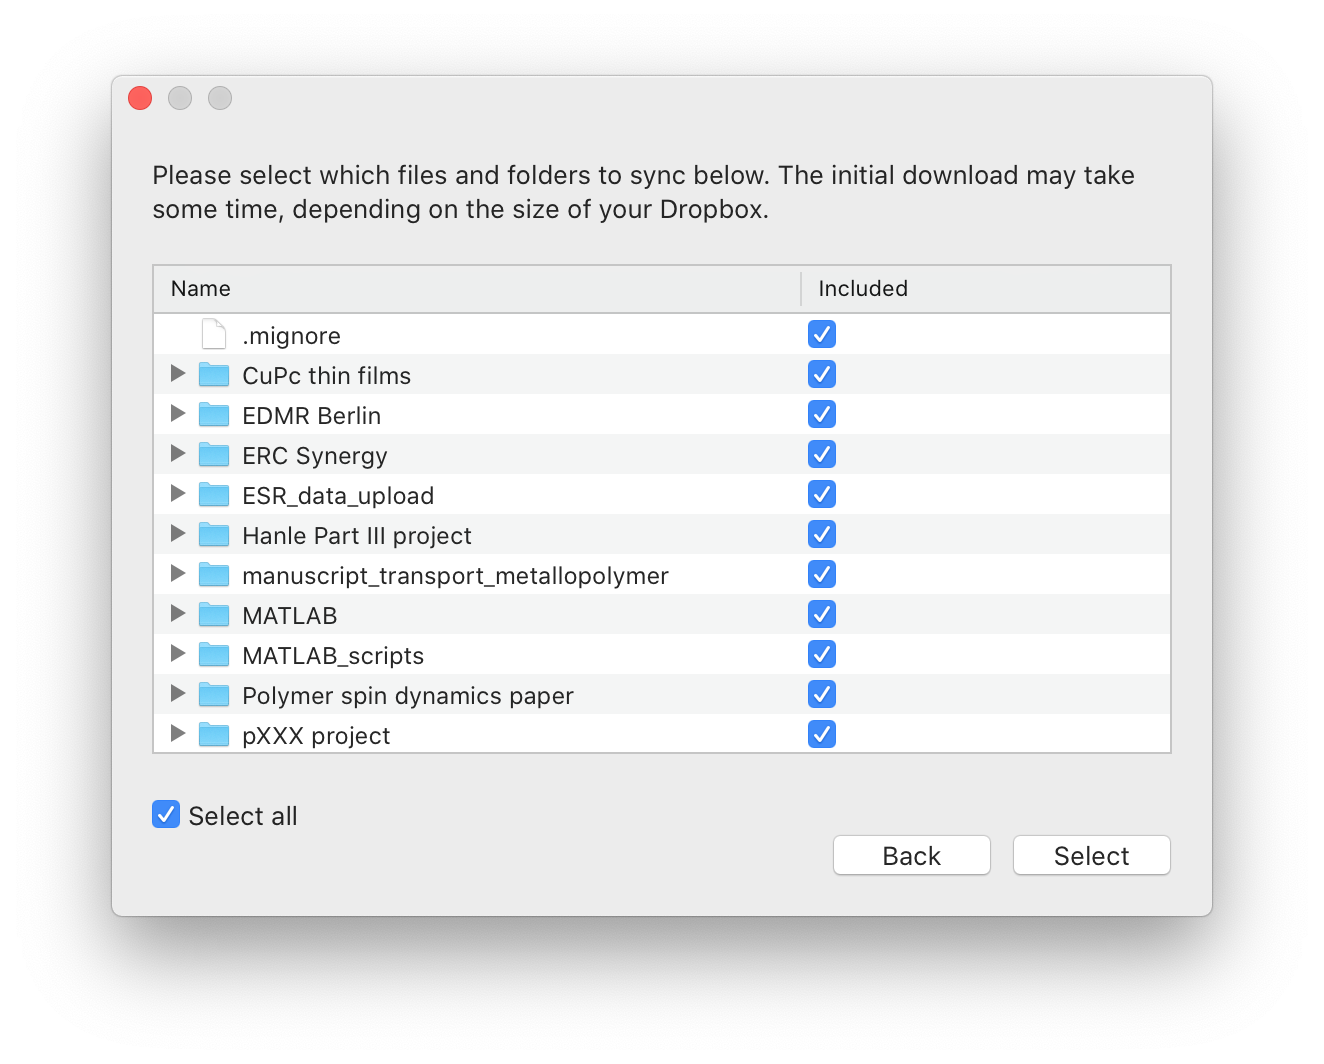 Please select which files and folders to sync below. The initial download may take
some time, depending on the size of your Dropbox.
Name Included
.mignore
CuPc thin films
EDMR Berlin
ERC Synergy
ESR_data_upload
Hanle Part III project
manuscript_transport_metallopolymer
MATLAB
MATLAB_scripts
Polymer spin dynamics paper
pXXX project
Select all
Back Select